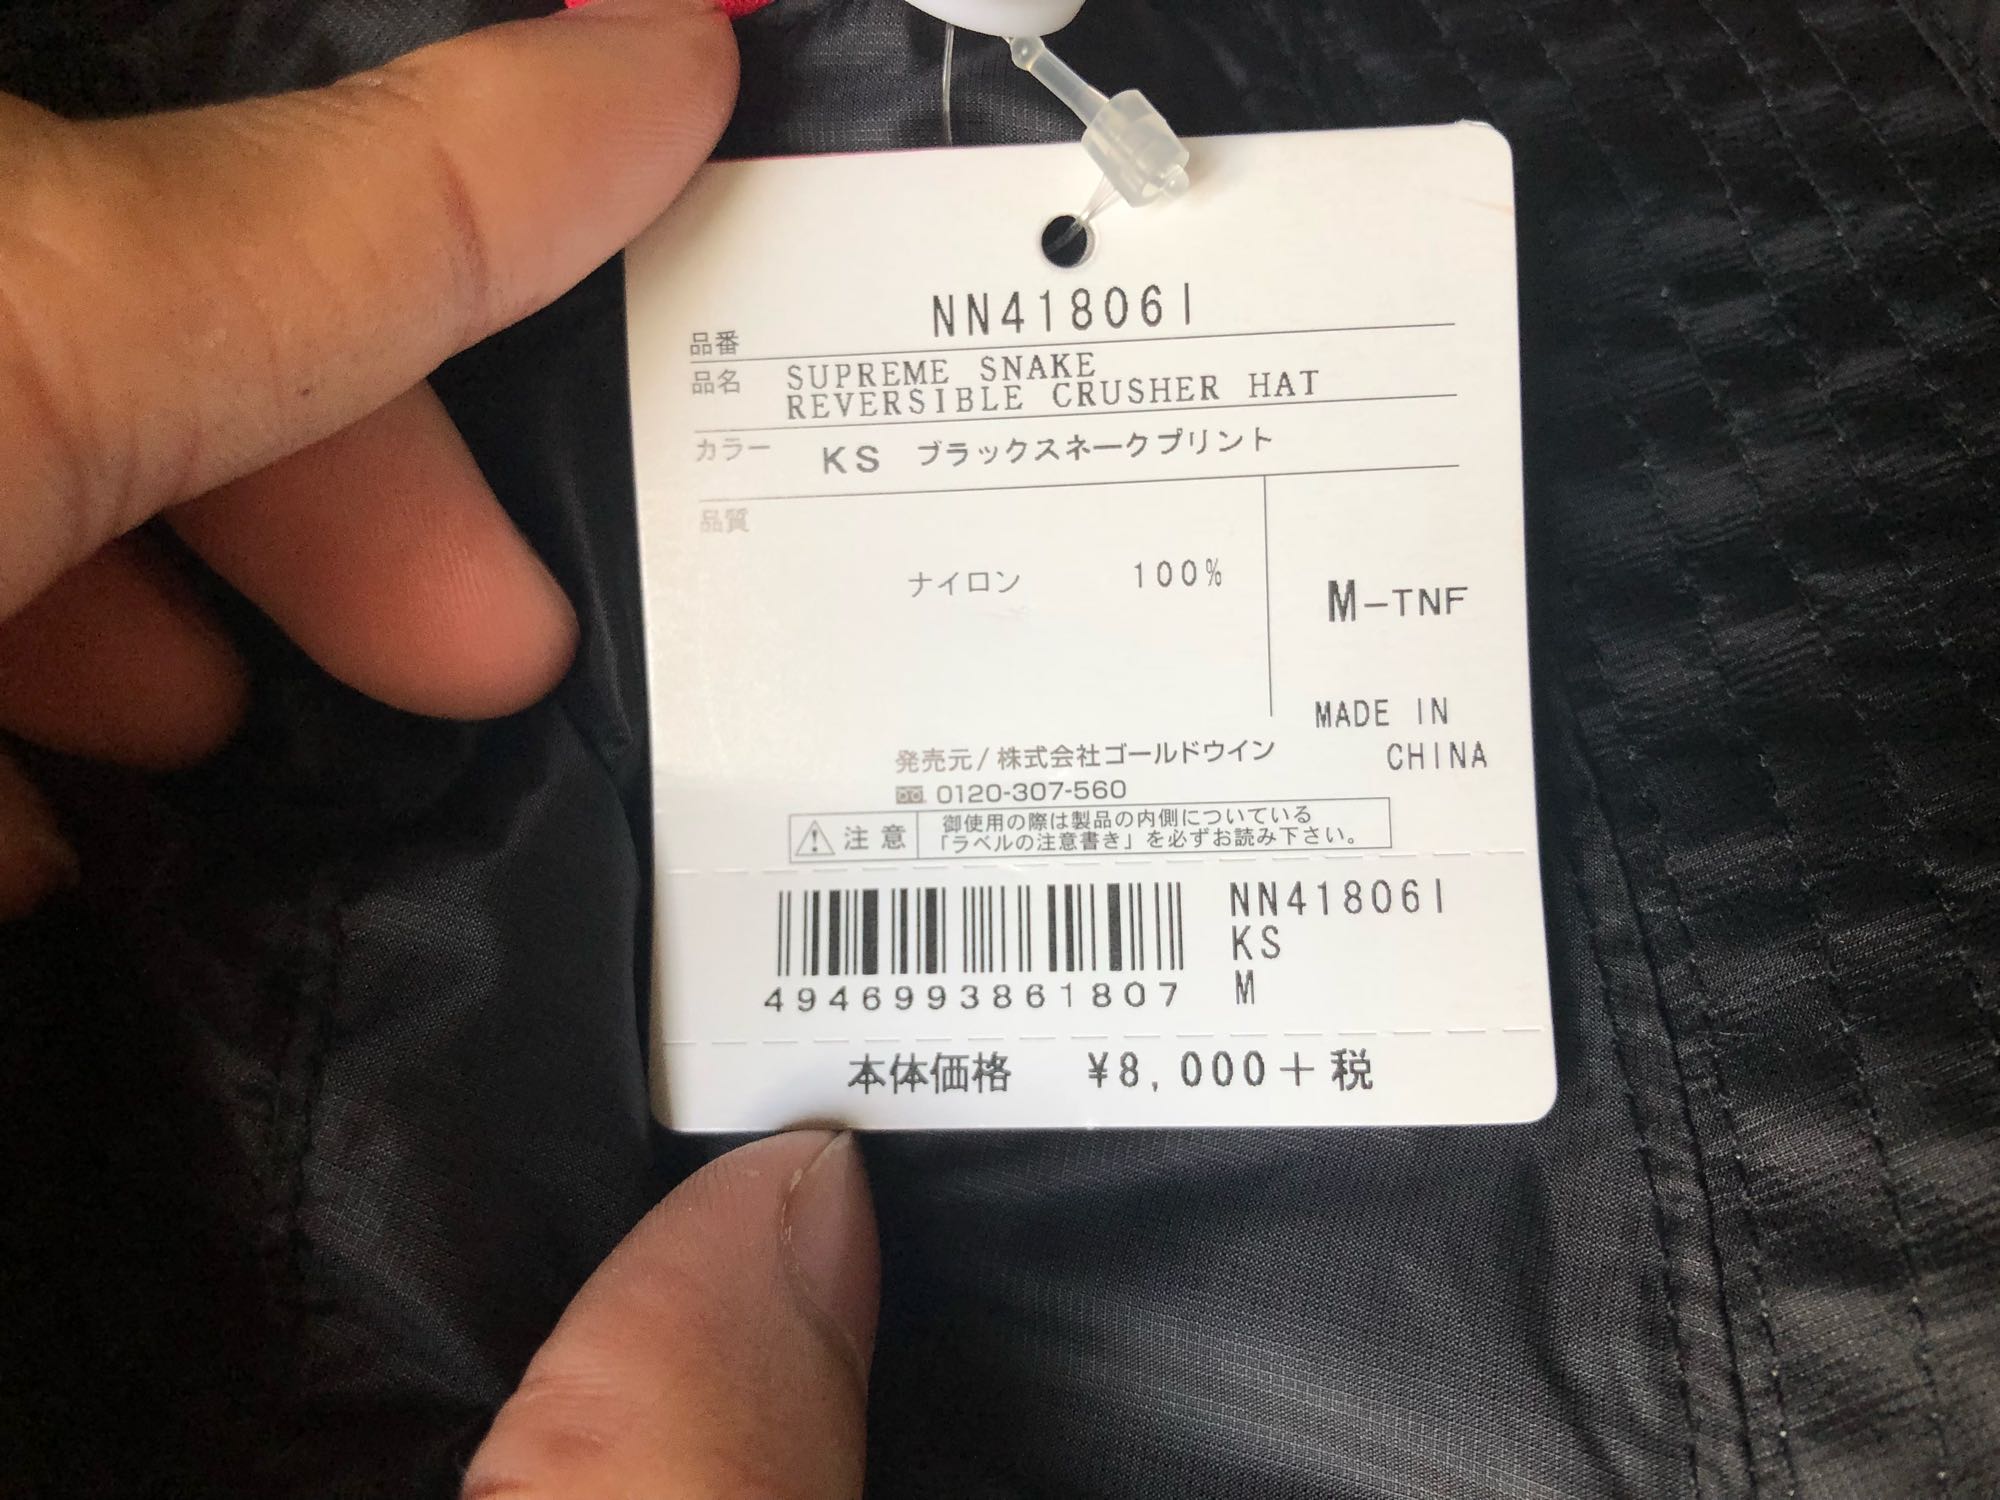 NN41806I
品番
品名 SUPREME SNAKE
REVERSIBLE CRUSHER HAT
カラー KS ブラックスネークプリント
品質
ナイロン 100%
M-TNF
MADE IN
CHINA
発売元/株式会社ゴールドウイン
0120-307-560
注意 御使用の際は製品の内側についている
「ラベルの注意書き」を必ずお読み下さい。
NN41806I
KS
M
4946993861807
本体価格 ¥8,000+税